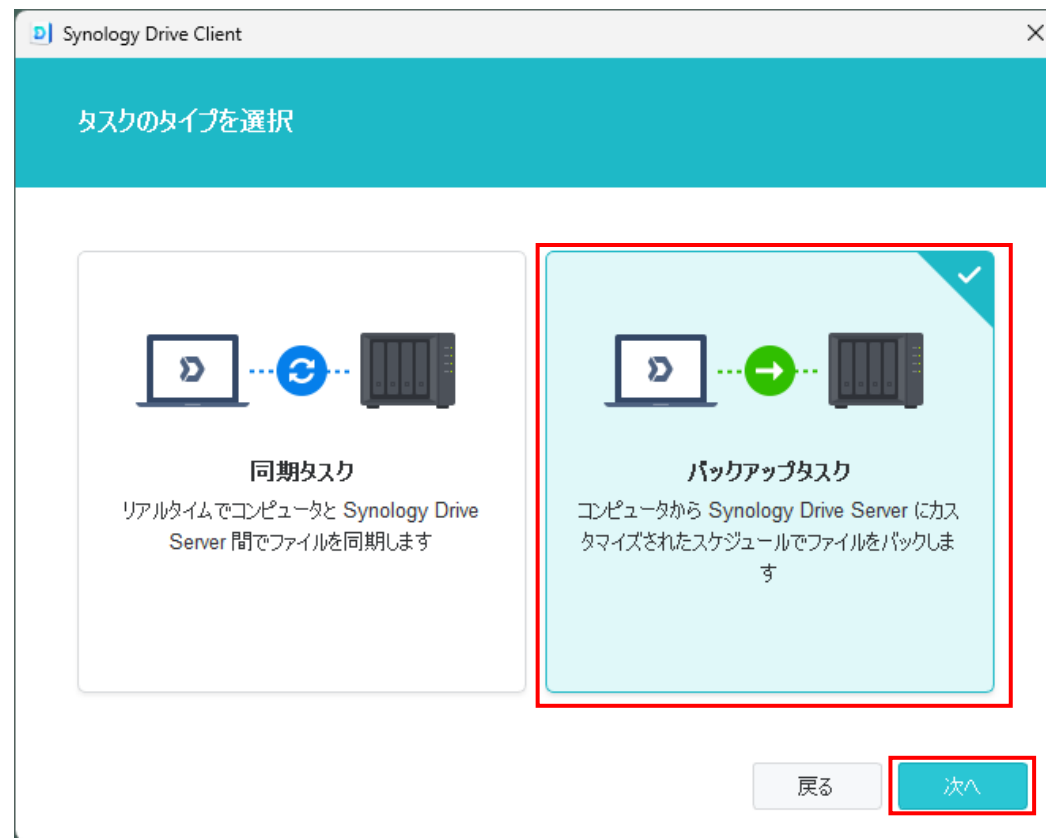 Synology Drive Client
タスクのタイプを選択
同期タスク
リアルタイムでコンピュータと Synology Drive
Server 間でファイルを同期します
バックアップタスク
コンピュータから Synology Drive Server にカス
タマイズされたスケジュールでファイルをバックしま
す
戻る
次へ